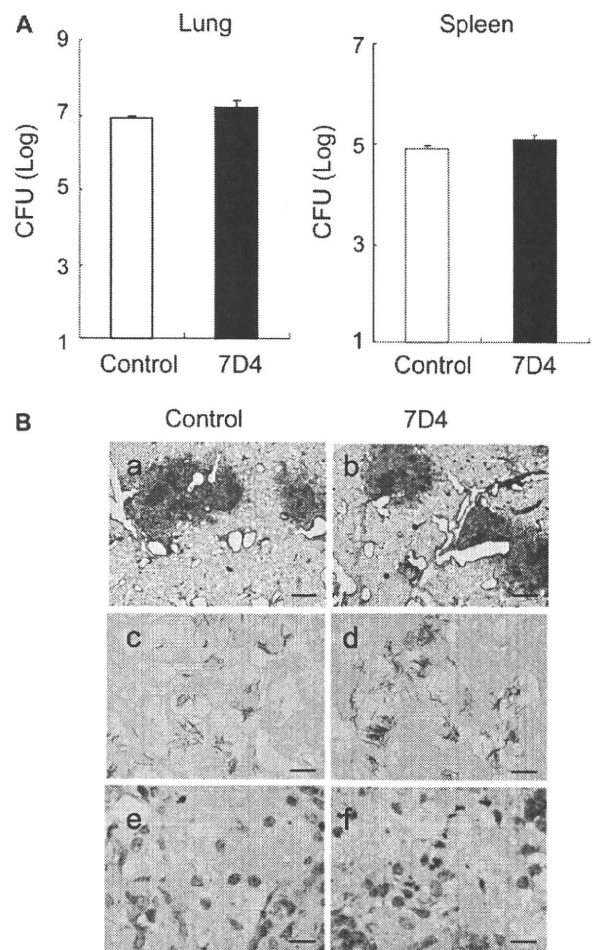 A
Lung
Spleen
CFU (Log)
9
7
5
3
1
Control
7D4
CFU (Log)
7
5
3
1
Control
7D4
B
Control
7D4
a
b
c
d
e
f